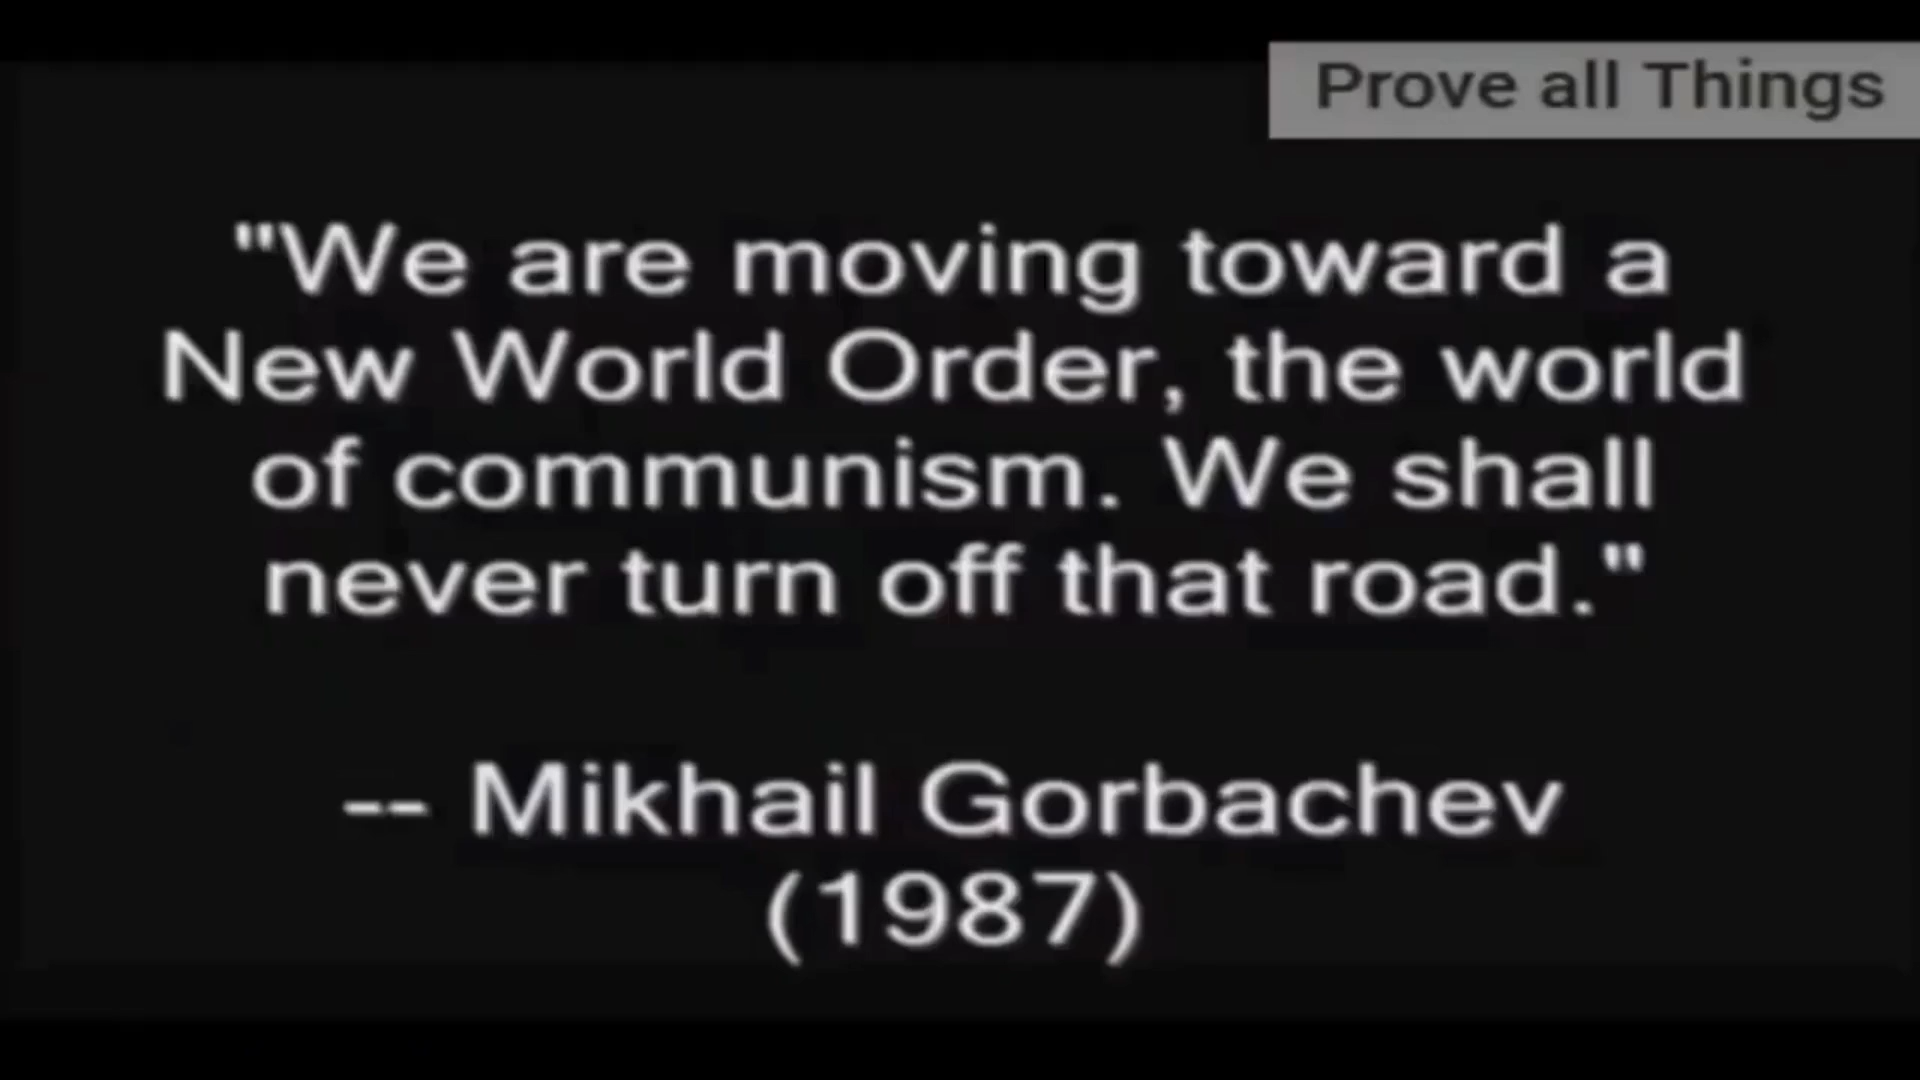 Prove all Things
"We are moving toward a
New World Order, the world
of communism. We shall
never turn off that road."
-- Mikhail Gorbachev
(1987)